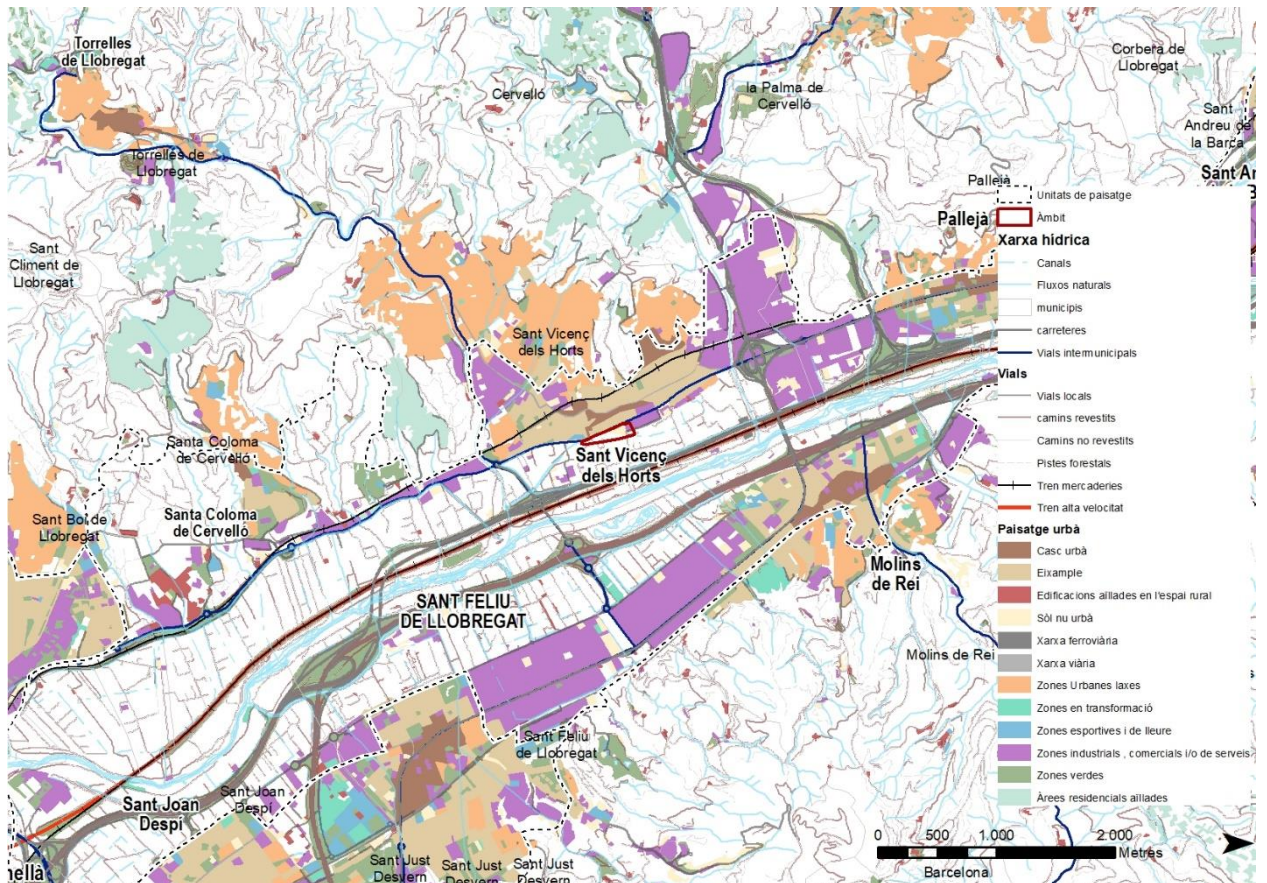 Torrelles
de Llobregat
Cervelló
la Palma de
Cervelló
Corbera de
Llobregat
Sant
Andreu de
la Barca
Torrelles de
Llobregat
Sant
Climent de
Llobregat
Pallejà
Pallejà
Sant Vicenç
dels Horts
Sant Vicenç
dels Horts
Santa Coloma
de Cervelló
Santa Coloma
de Cervelló
Sant Boi de
Llobregat
SANT FELIU
DE LLOBREGAT
Molins
de Rei
Molins de Rei
Sant Feliu
de Llobregat
Sant Joan
Despí
Sant Joan
Despí
Sant Just
Desvern
Sant Just
Desvern
Sant Just
Desvern
Barcelona
Unitats de paisatge
Àmbit
Xarxa hídrica
Canals
Fluxos naturals
municipis
carreteres
Vials intermunicipals
Vials
Vials locals
camins revestits
Camins no revestits
Pistes forestals
Tren mercaderies
Tren alta velocitat
Paisatge urbà
Casc urbà
Eixample
Edificacions aïllades en l'espai rural
Sòl nu urbà
Xarxa ferroviària
Xarxa viària
Zones Urbanes laxes
Zones en transformació
Zones esportives i de lleure
Zones industrials , comercials i/o de serveis
Zones verdes
Àrees residencials aïllades
0 500 1.000 2.000
Metres